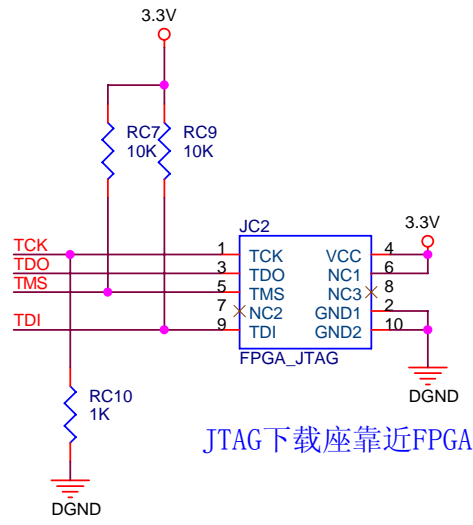 3.3V
RC7
10K
RC9
10K
JC2
3.3V
TCK 1 TCK VCC 4
TDO 3 TDO NC1 6
TMS 5 TMS NC3 8
7 NC2 GND1 2
TDI 9 TDI GND2 10
FPGA_JTAG
DGND
RC10
1K
JTAG下载座靠近FPGA
DGND